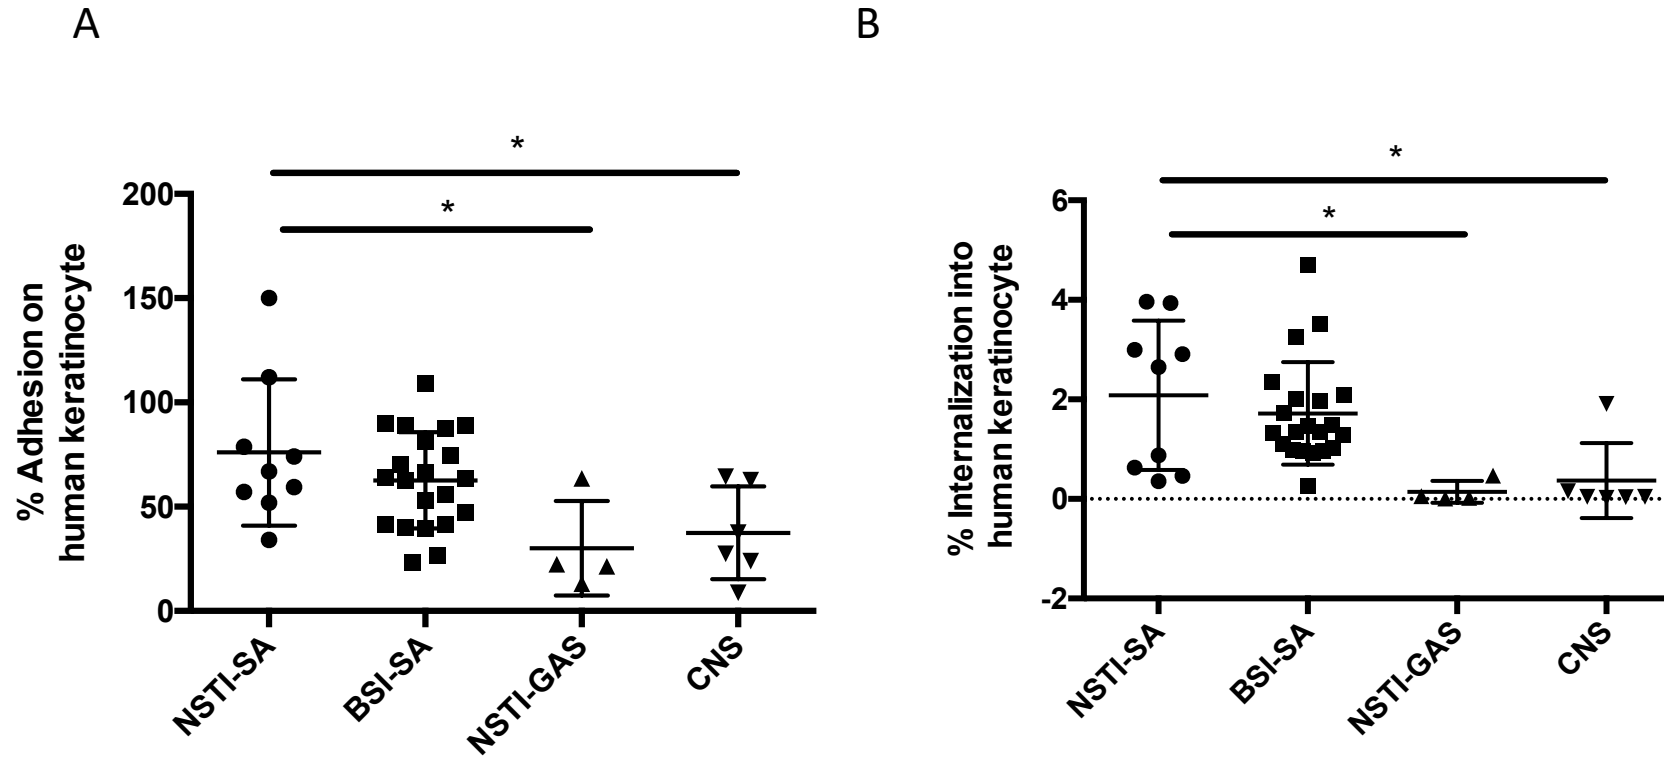 A
% Adhesion on
human keratinocyte
200
150
100
50
0
*
*
NSTI-SA
BSI-SA
NSTI-GAS
CNS
B
% Internalization into
human keratinocyte
6
4
2
0
-2
*
*
NSTI-SA
BSI-SA
NSTI-GAS
CNS